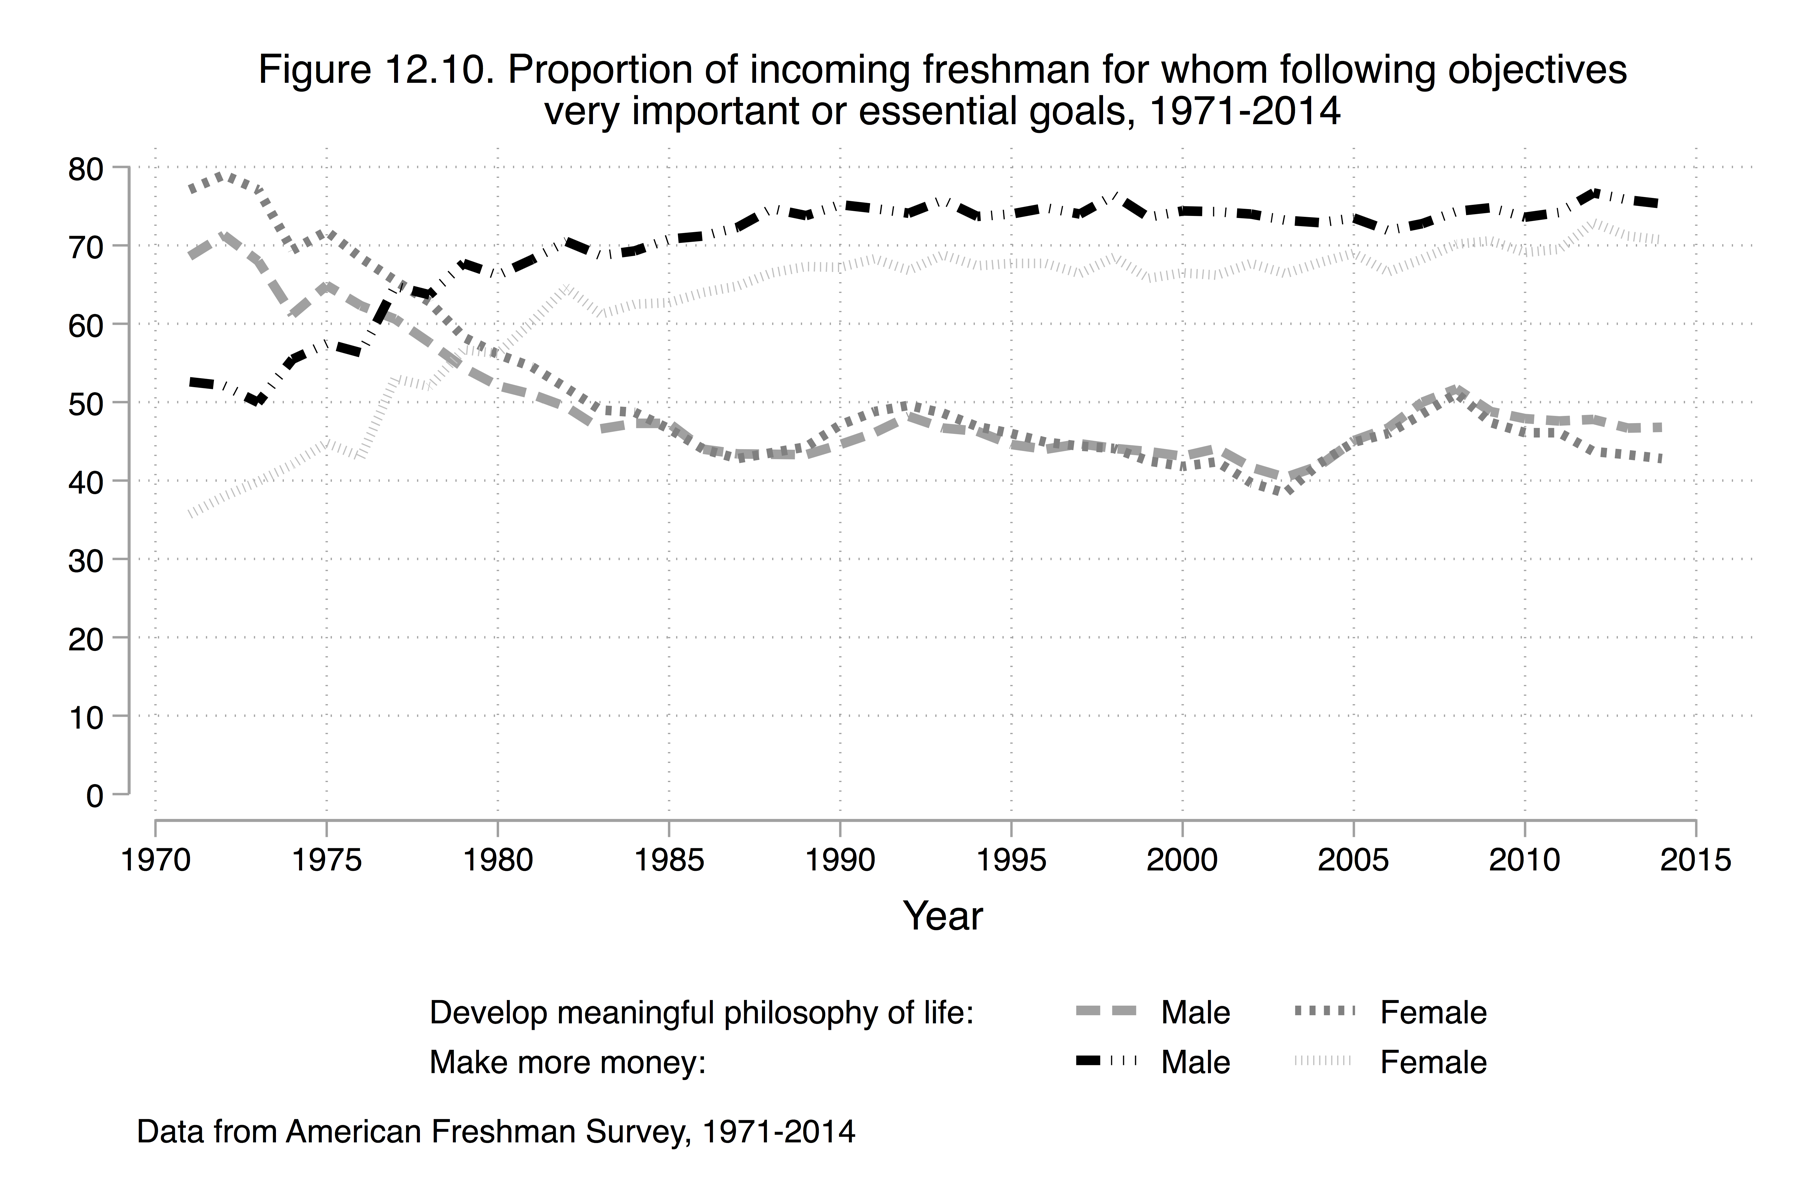 Figure 12.10. Proportion of incoming freshman for whom following objectives
very important or essential goals, 1971-2014
80
70
60
50
40
30
20
10
0
1970 1975 1980 1985 1990 1995 2000 2005 2010 2015
Year
Develop meaningful philosophy of life: Male Female
Make more money: Male Female
Data from American Freshman Survey, 1971-2014